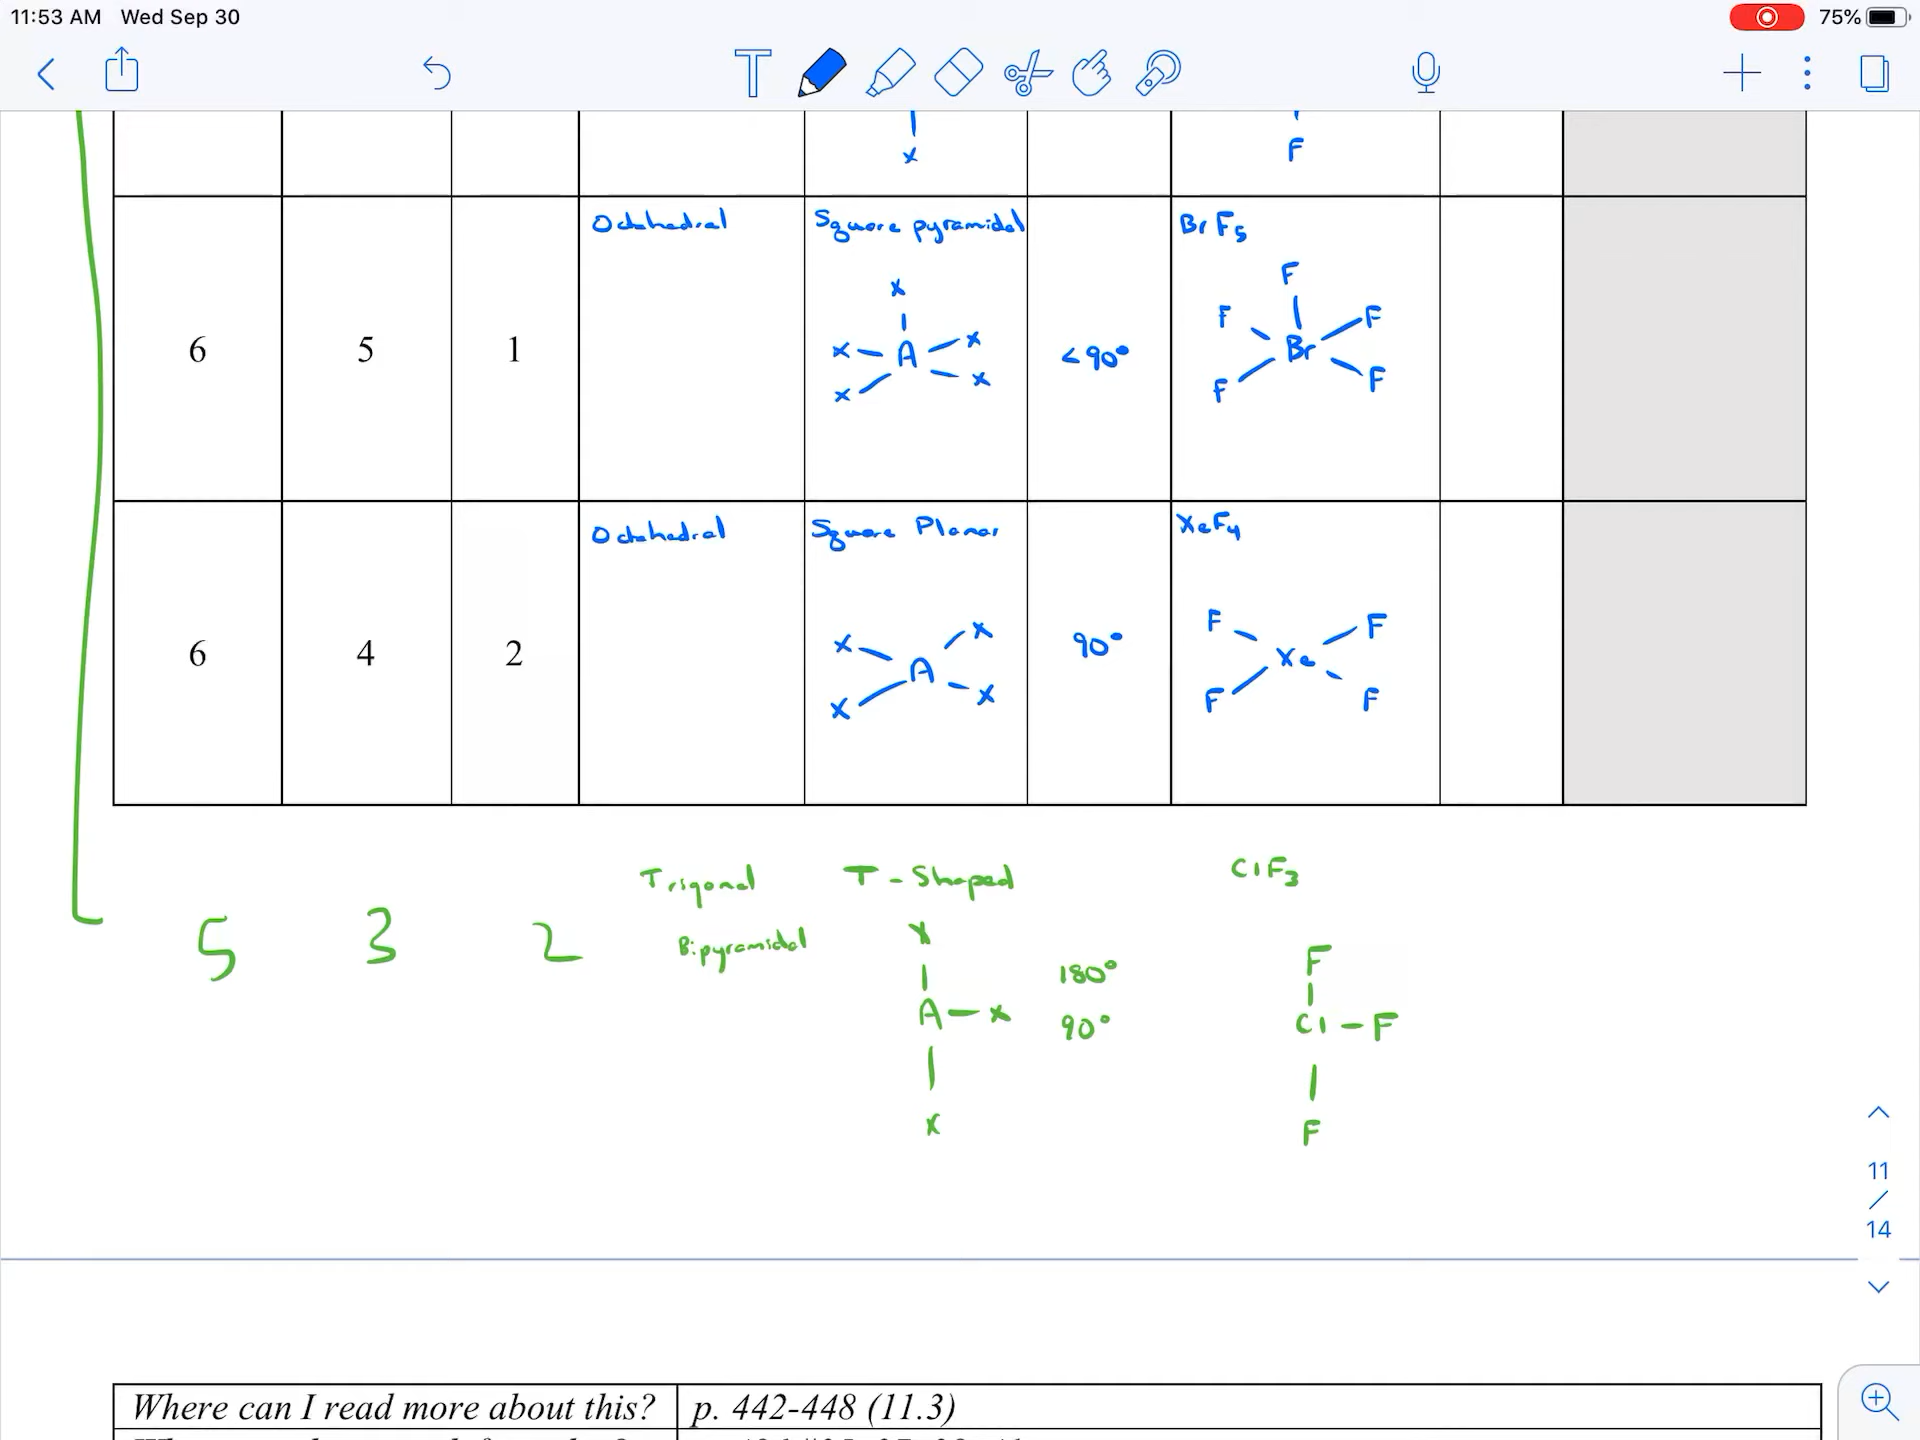 11:53 AM Wed Sep 30
75%
T
x
F
6
5
1
Octahedral
Square pyramidal
X
X A X
X X
<90°
BrF5
F
F F
Br
F F
6
4
2
Octahedral
Square Planar
X X
A
X X
90°
XeF4
F F
Xe
F F
5
3
2
Trigonal
Bipyramidal
T-Shaped
X
A-X
X
180°
90°
ClF3
F
Cl-F
F
11
/
14
Where can I read more about this?
p. 442-448 (11.3)